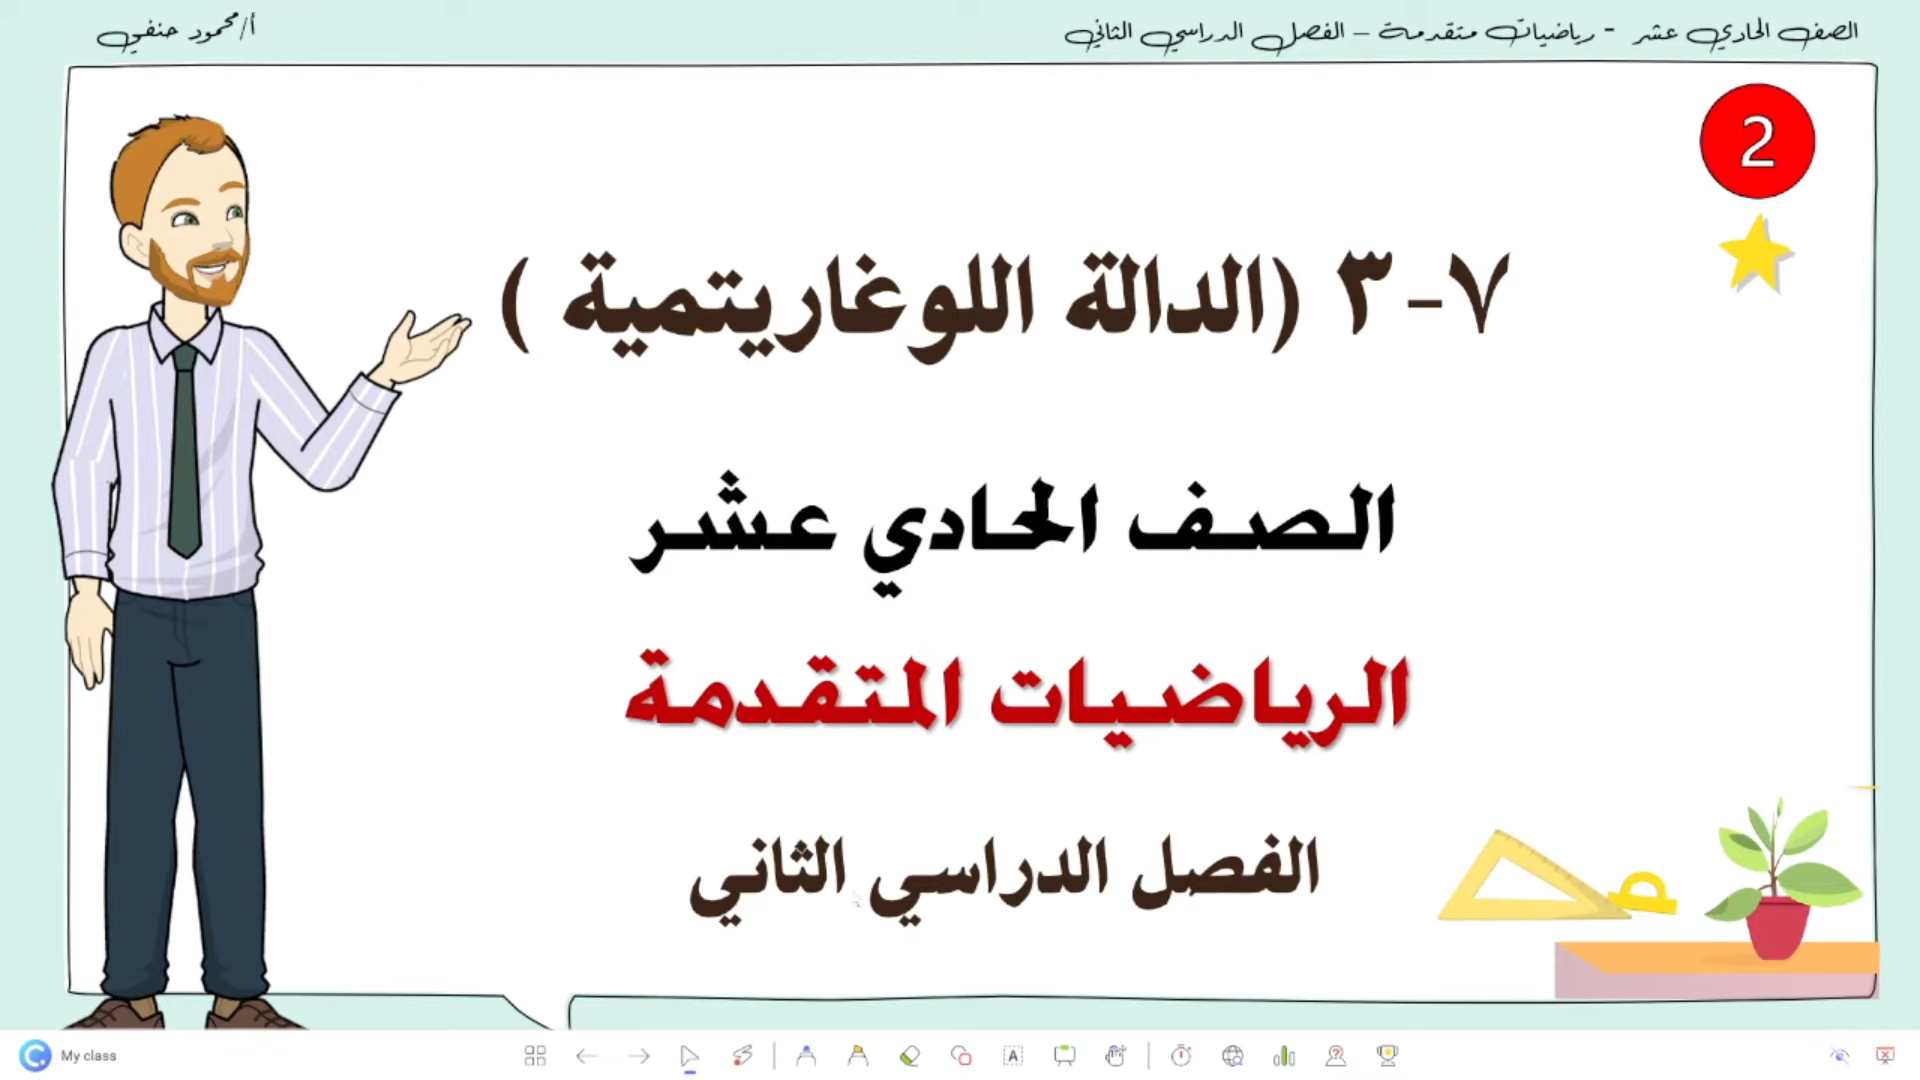 الصف الحادي عشر - رياضيات متقدمة – الفصل الدراسي الثاني
أ/محمود حنفي
2
٧-٣ (الدالة اللوغاريتمية )
الصف الحادي عشر
الرياضيات المتقدمة
الفصل الدراسي الثاني
My class